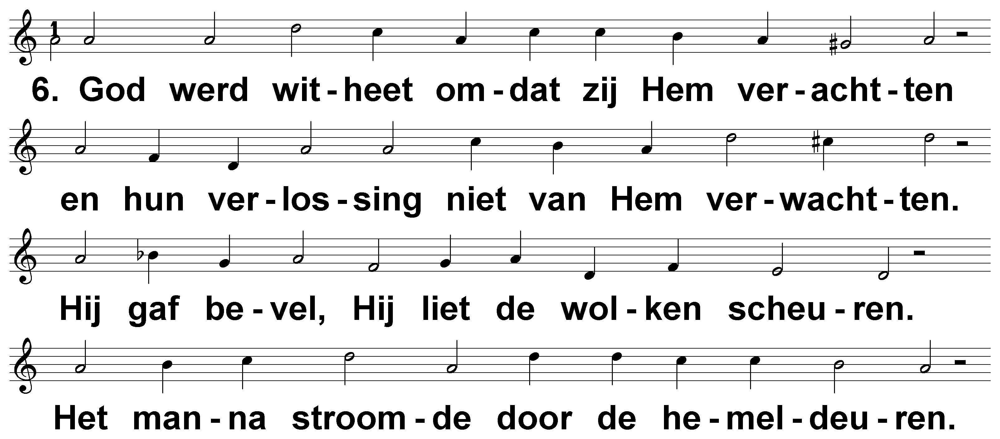 1
6. God werd wit-heet om-dat zij Hem ver-acht-ten
en hun ver-los-sing niet van Hem ver-wacht-ten.
Hij gaf be-vel, Hij liet de wol-ken scheu-ren.
Het man-na stroom-de door de he-mel-deu-ren.